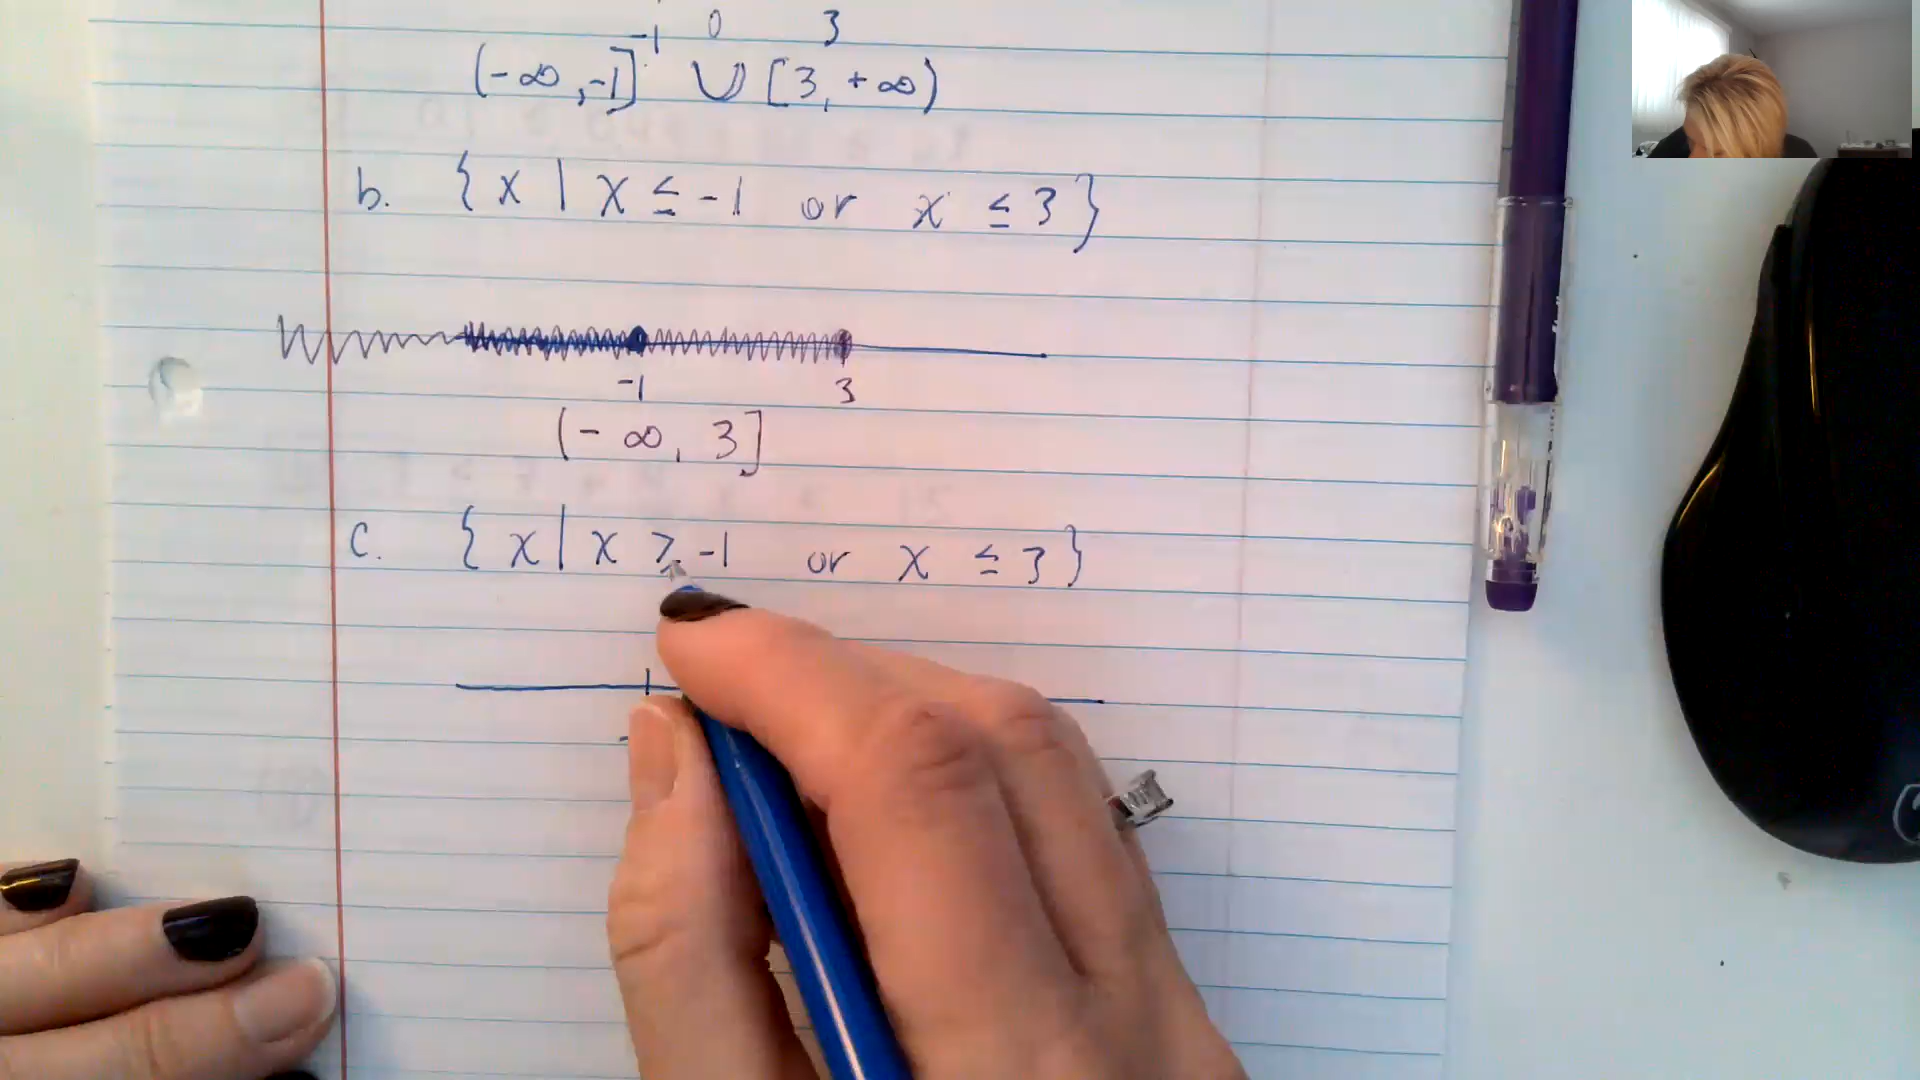 -1 0 3
(-∞, -1] ∪ [3, +∞)
b. {x | x ≤ -1 or x ≤ 3}
-1 3
(-∞, 3]
c. {x | x ≥ -1 or x ≤ 3}